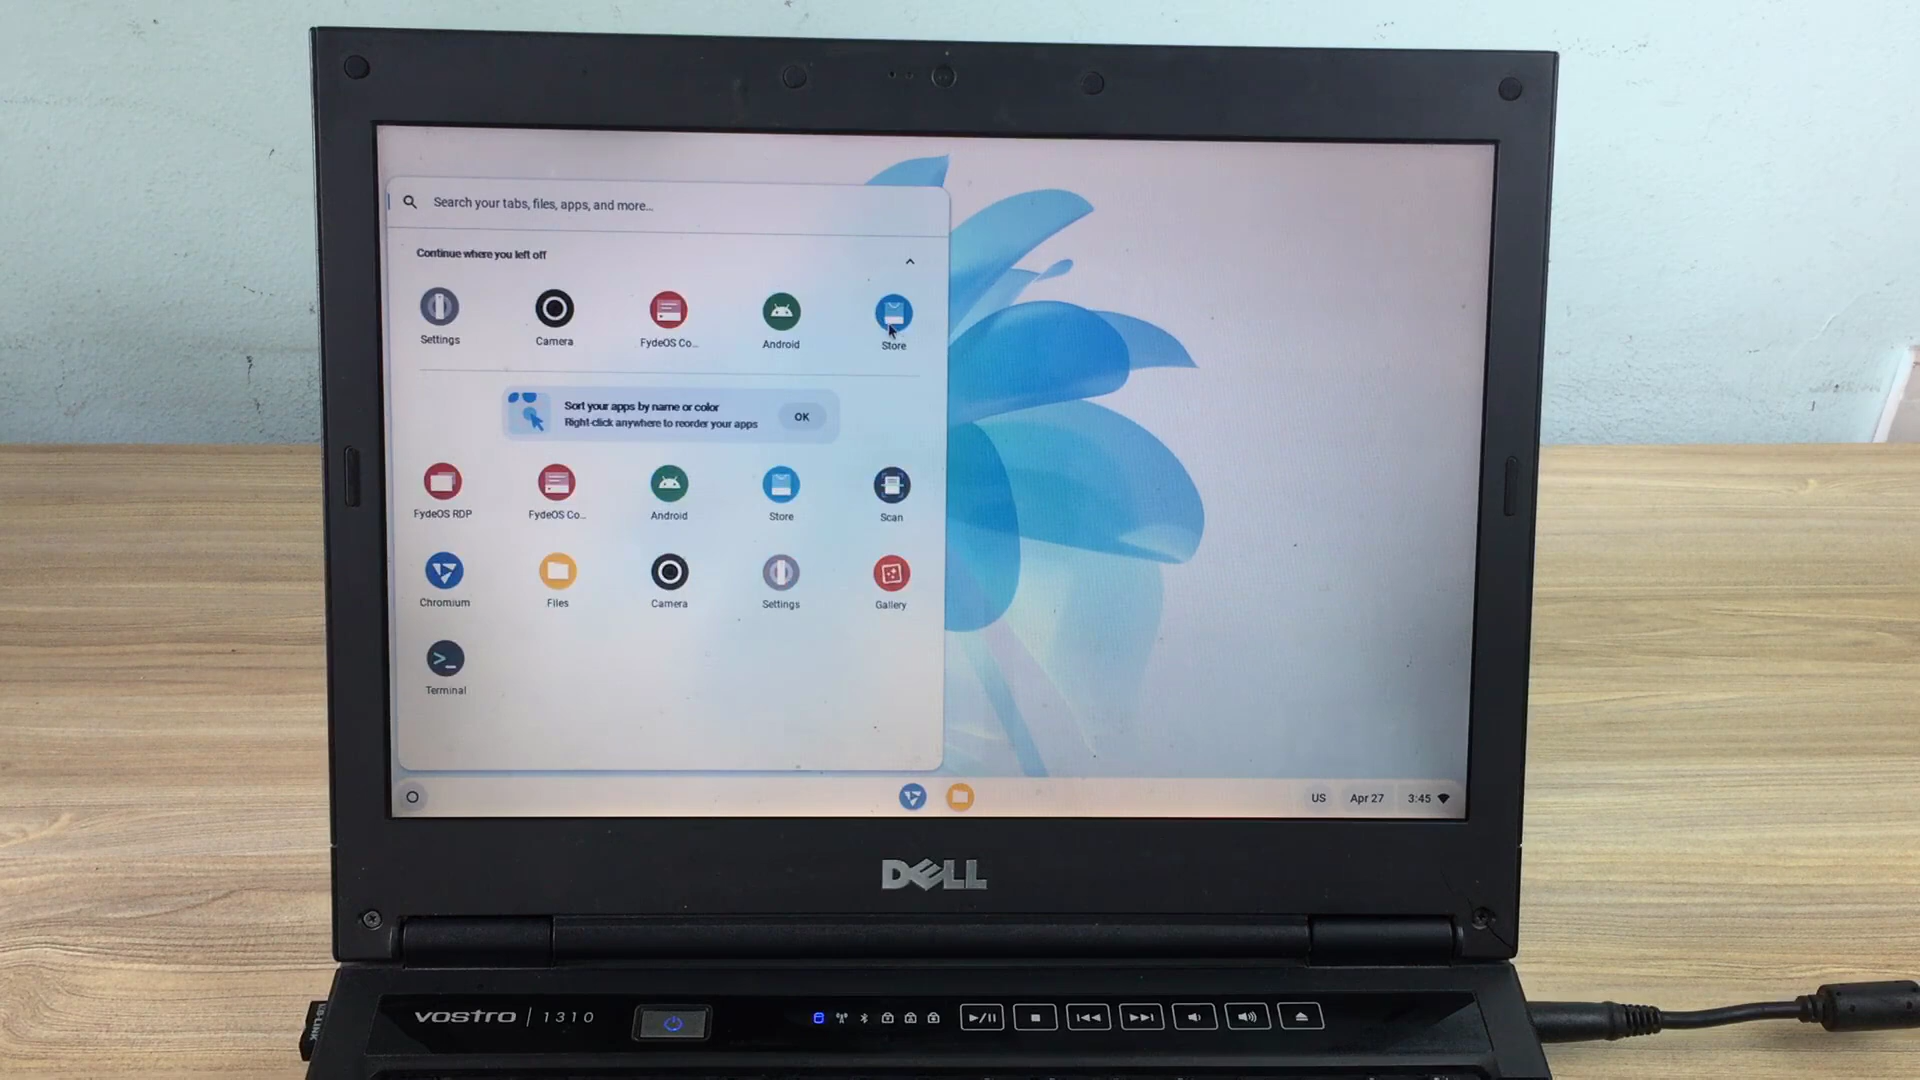 Search your tabs, files, apps, and more...
Continue where you left off
Settings
Camera
FydeOS Co...
Android
Store
Sort your apps by name or color
Right-click anywhere to reorder your apps
OK
FydeOS RDP
FydeOS Co...
Android
Store
Scan
Chromium
Files
Camera
Settings
Gallery
Terminal
US
Apr 27
3:45
DELL
VOSTRO | 1310